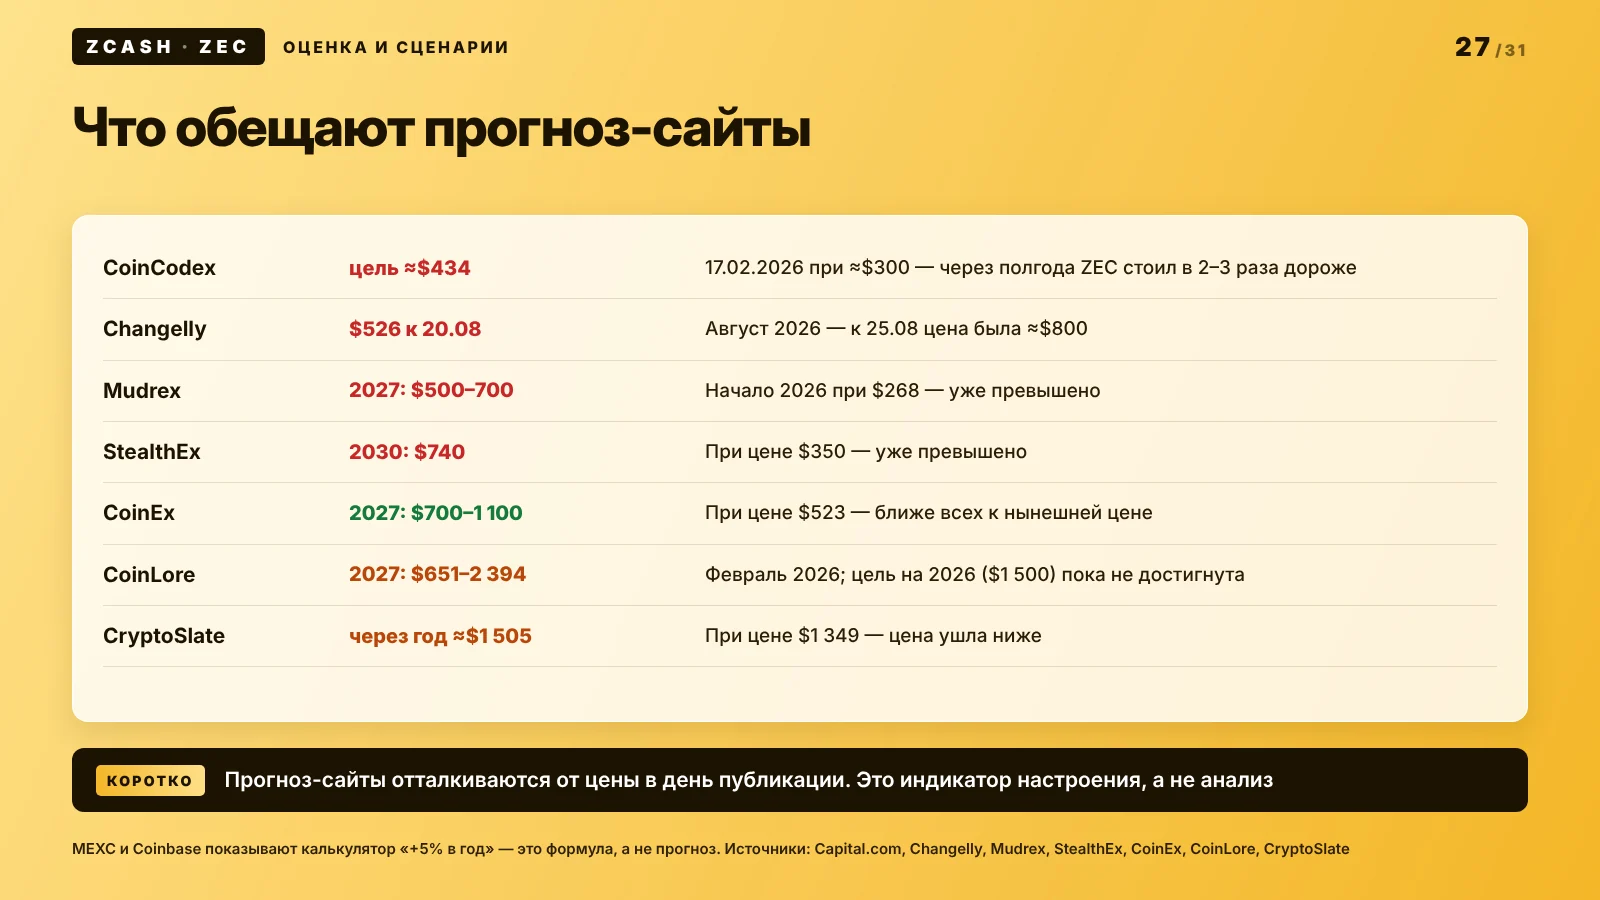 ZCASH · ZEC ОЦЕНКА И СЦЕНАРИИ 27 /31
Что обещают прогноз-сайты
CoinCodex цель ≈$434 17.02.2026 при ≈$300 — через полгода ZEC стоил в 2–3 раза дороже
Changelly $526 к 20.08 Август 2026 — к 25.08 цена была ≈$800
Mudrex 2027: $500–700 Начало 2026 при $268 — уже превышено
StealthEx 2030: $740 При цене $350 — уже превышено
CoinEx 2027: $700–1 100 При цене $523 — ближе всех к нынешней цене
CoinLore 2027: $651–2 394 Февраль 2026; цель на 2026 ($1 500) пока не достигнута
CryptoSlate через год ≈$1 505 При цене $1 349 — цена ушла ниже
КОРОТКО Прогноз-сайты отталкиваются от цены в день публикации. Это индикатор настроения, а не анализ
MEXC и Coinbase показывают калькулятор «+5% в год» — это формула, а не прогноз. Источники: Capital.com, Changelly, Mudrex, StealthEx, CoinEx, CoinLore, CryptoSlate